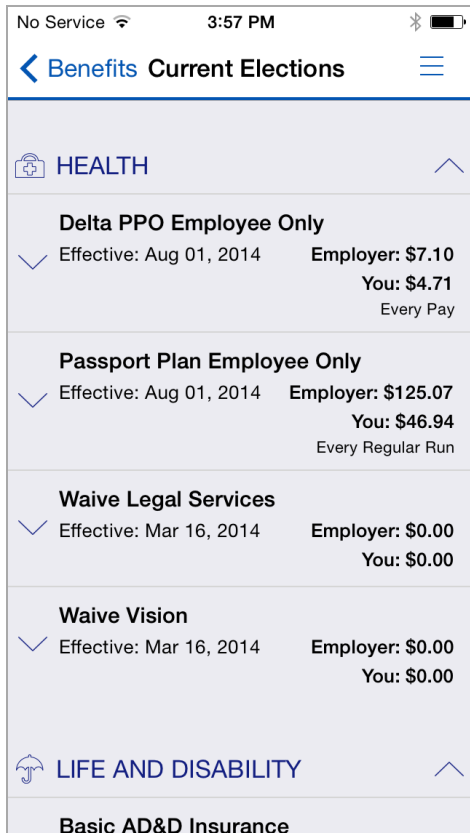 No Service 3:57 PM
Benefits Current Elections
HEALTH
Delta PPO Employee Only
Effective: Aug 01, 2014 Employer: $7.10
You: $4.71
Every Pay
Passport Plan Employee Only
Effective: Aug 01, 2014 Employer: $125.07
You: $46.94
Every Regular Run
Waive Legal Services
Effective: Mar 16, 2014 Employer: $0.00
You: $0.00
Waive Vision
Effective: Mar 16, 2014 Employer: $0.00
You: $0.00
LIFE AND DISABILITY
Basic AD&D Insurance